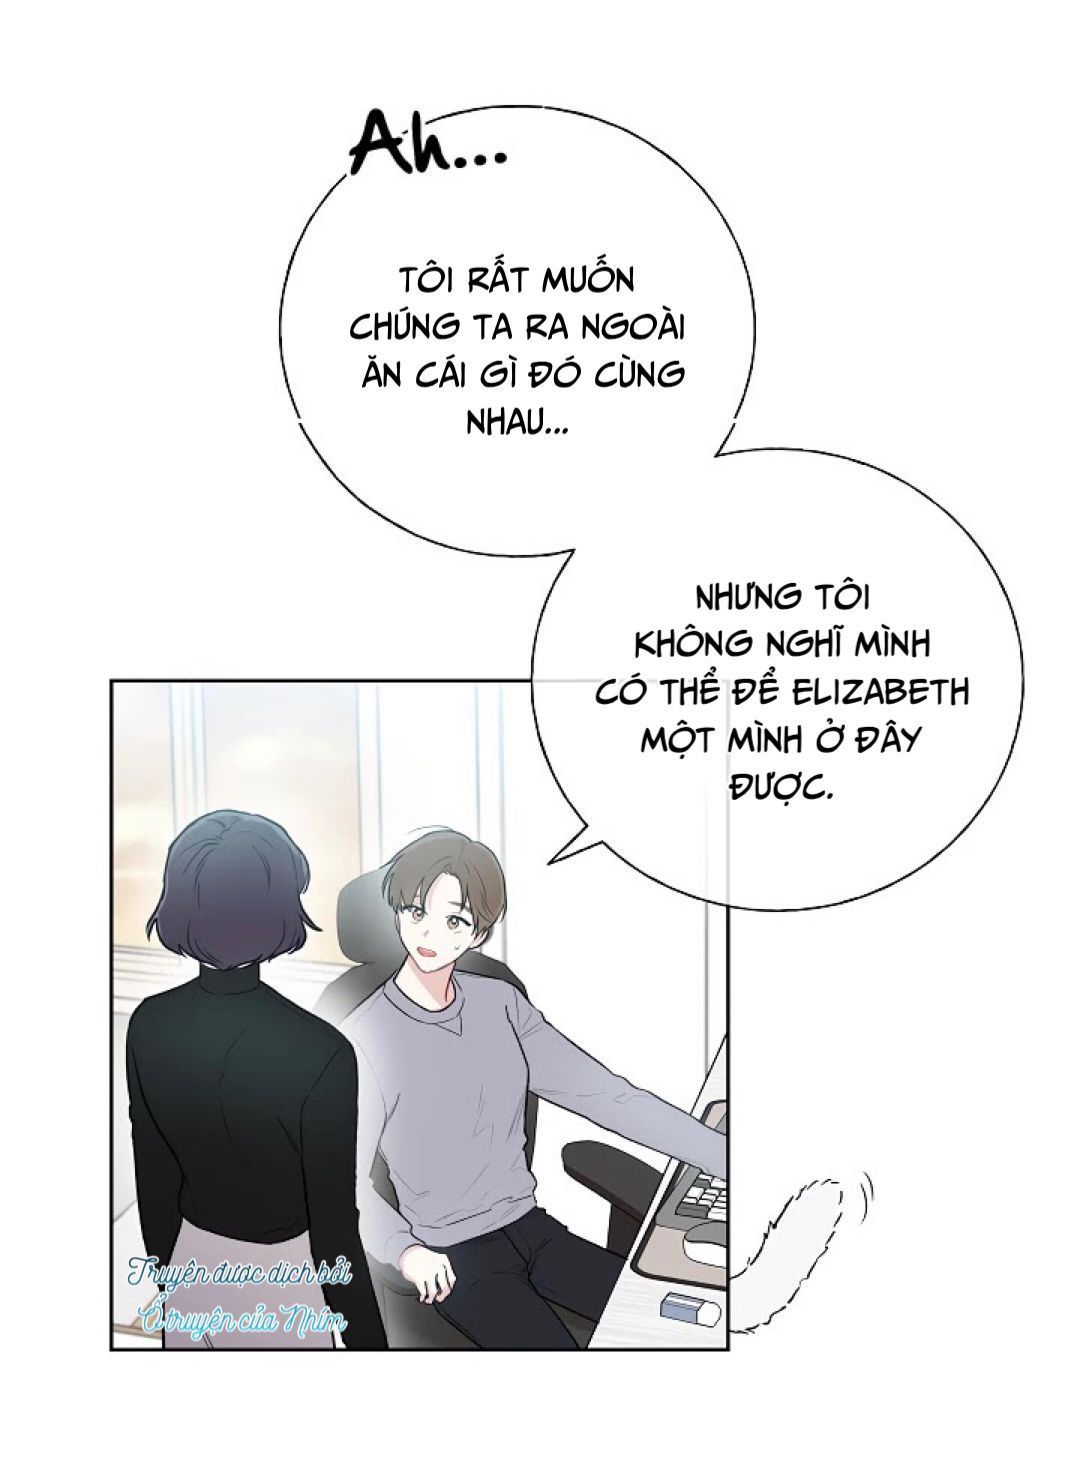 Ah...
TÔI RẤT MUỐN
CHÚNG TA RA NGOÀI
ĂN CÁI GÌ ĐÓ CÙNG
NHAU...
NHƯNG TÔI
KHÔNG NGHĨ MÌNH
CÓ THỂ ĐỂ ELIZABETH
MỘT MÌNH Ở ĐÂY
ĐƯỢC.
Truyện được dịch bởi
Ổ truyện của Nhím